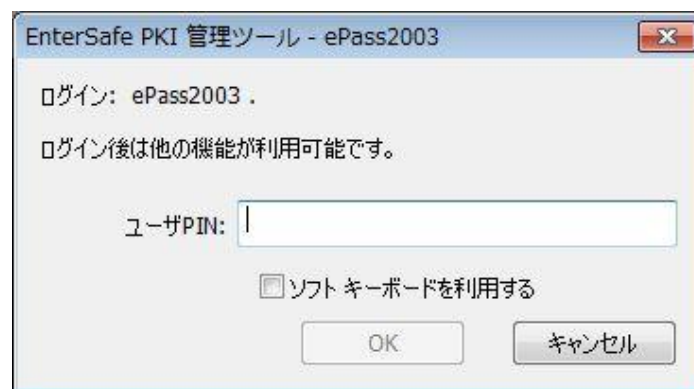 EnterSafe PKI 管理ツール - ePass2003
ログイン: ePass2003 .
ログイン後は他の機能が利用可能です。
ユーザPIN:
ソフト キーボードを利用する
OK
キャンセル